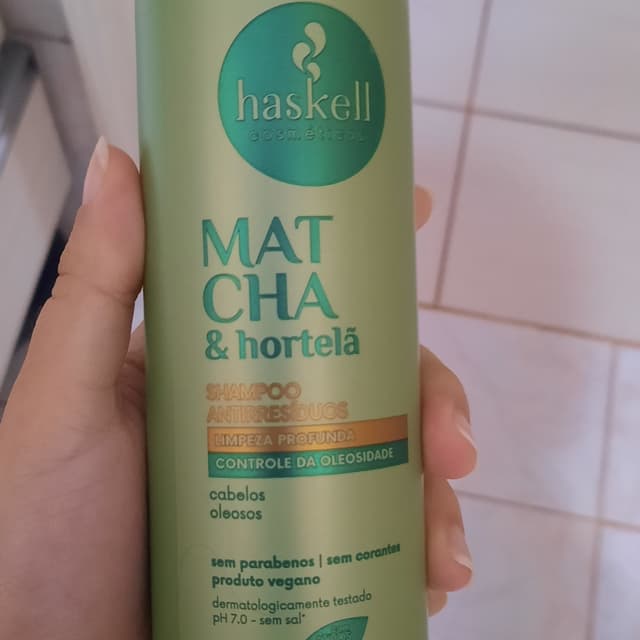 haskell
cosmética
MAT
CHA
& hortelã
SHAMPOO
ANTIRRESÍDUOS
LIMPEZA PROFUNDA
CONTROLE DA OLEOSIDADE
cabelos
oleosos
sem parabenos | sem corantes
produto vegano
dermatologicamente testado
pH 7.0 - sem sal*